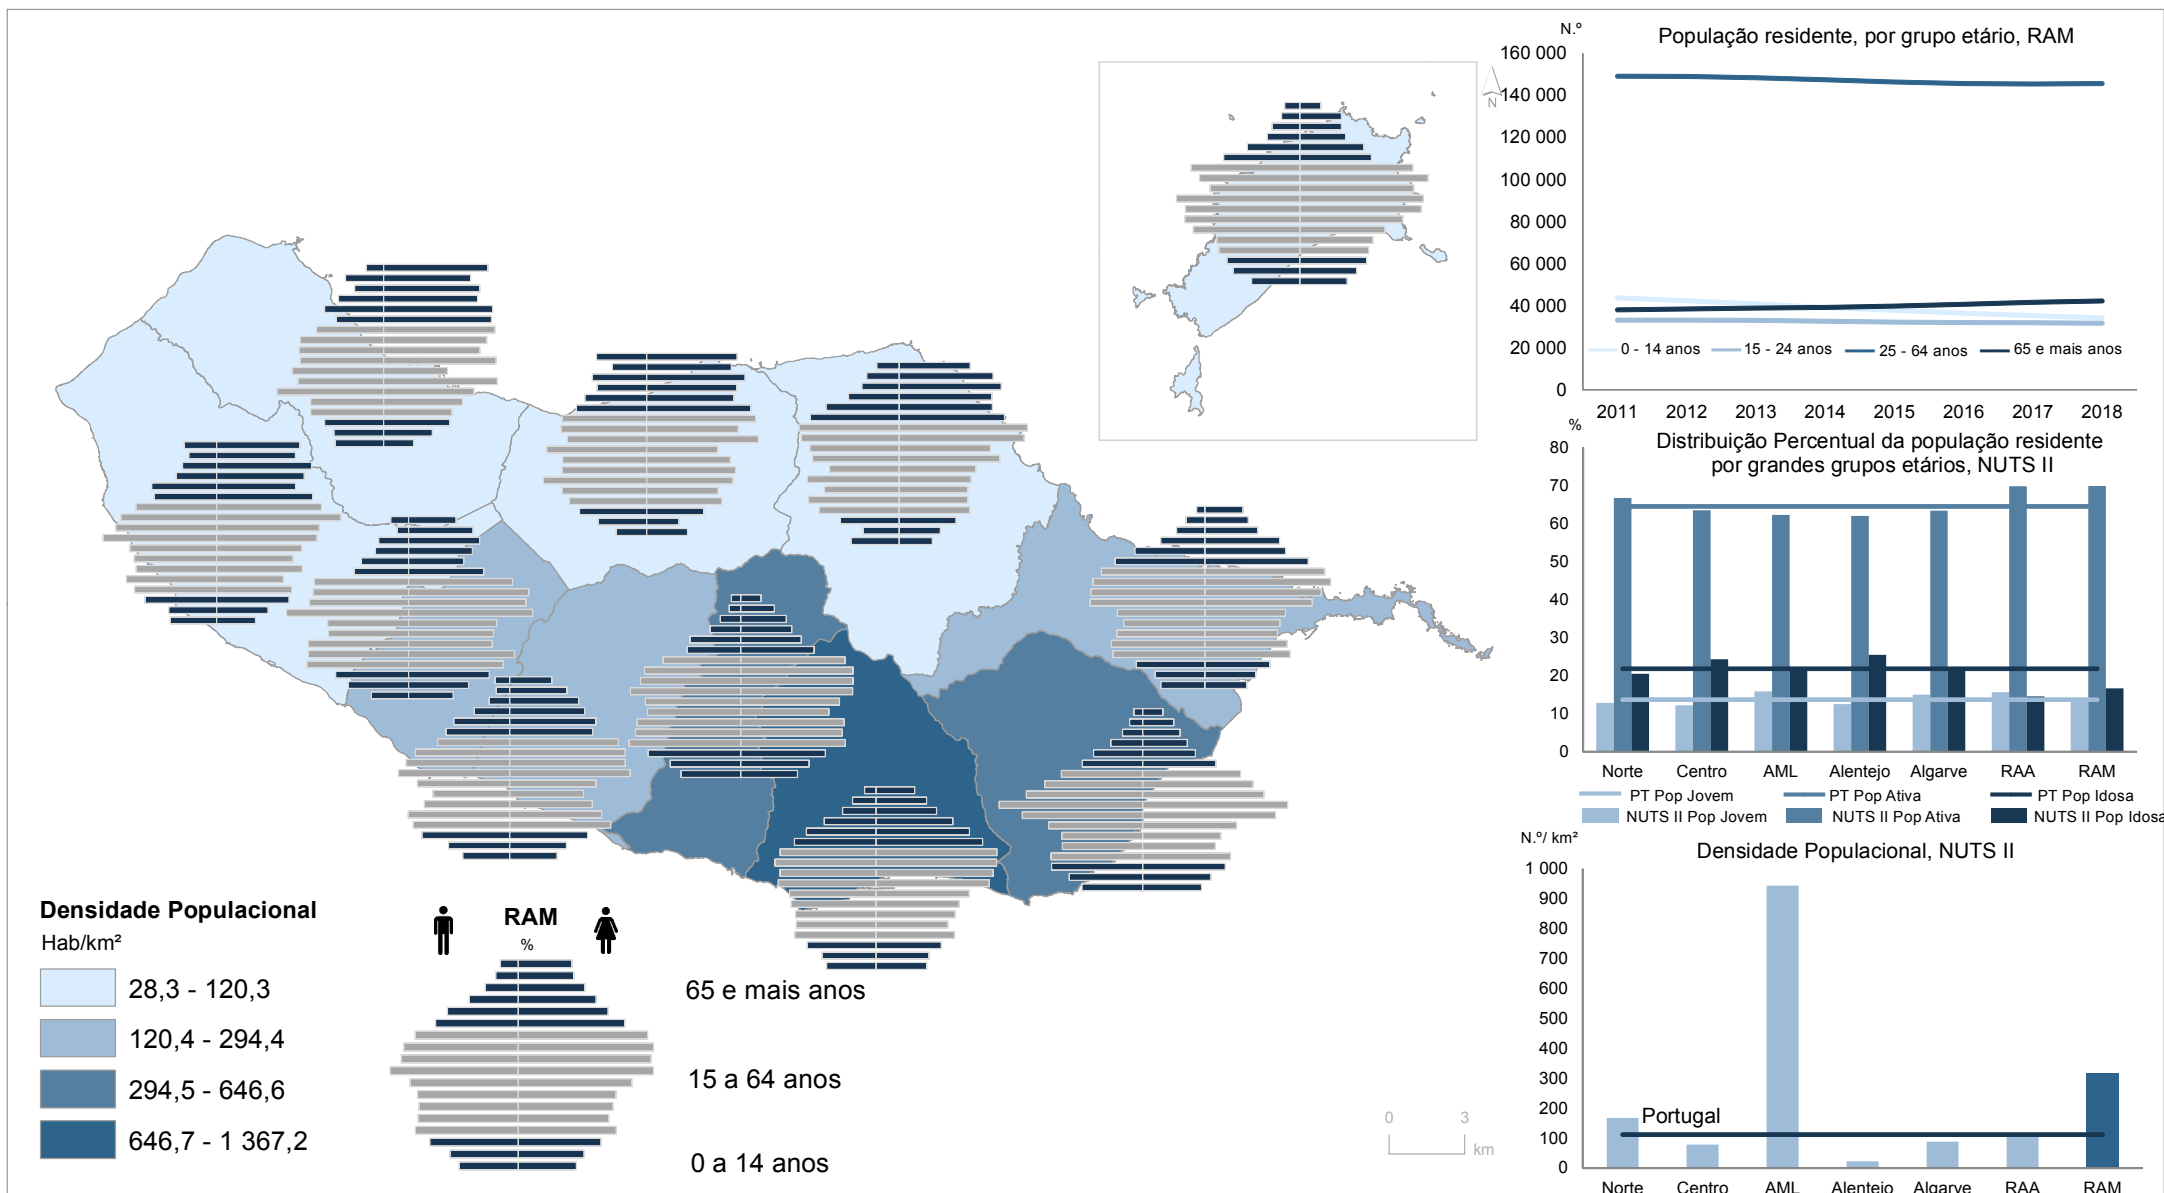 N.º
População residente, por grupo etário, RAM
160 000
140 000
120 000
100 000
80 000
60 000
40 000
20 000
0
0 - 14 anos
15 - 24 anos
25 - 64 anos
65 e mais anos
2011 2012 2013 2014 2015 2016 2017 2018
N
%
Distribuição Percentual da população residente
por grandes grupos etários, NUTS II
80
70
60
50
40
30
20
10
0
Norte Centro AML Alentejo Algarve RAA RAM
PT Pop Jovem PT Pop Ativa PT Pop Idosa
NUTS II Pop Jovem NUTS II Pop Ativa NUTS II Pop Idosa
N.º/ km²
Densidade Populacional, NUTS II
1 000
900
800
700
600
500
400
300
200
100
0
Portugal
Norte Centro AML Alentejo Algarve RAA RAM
Densidade Populacional
Hab/km²
28,3 - 120,3
120,4 - 294,4
294,5 - 646,6
646,7 - 1 367,2
RAM
%
65 e mais anos
15 a 64 anos
0 a 14 anos
0 3
km